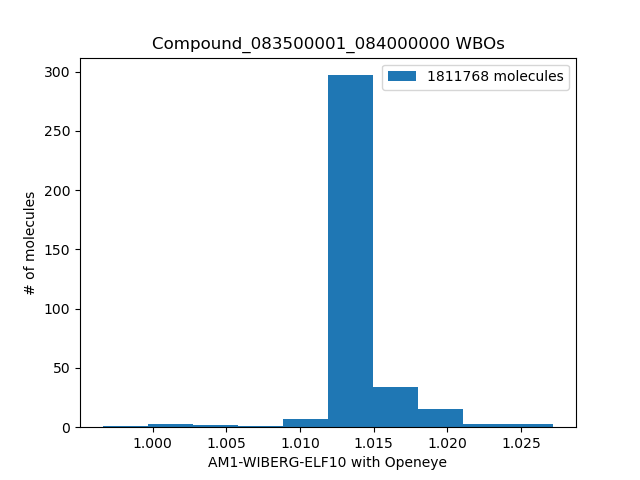 Compound_083500001_084000000 WBOs
1811768 molecules
# of molecules
300
250
200
150
100
50
0
1.000 1.005 1.010 1.015 1.020 1.025
AM1-WIBERG-ELF10 with Openeye